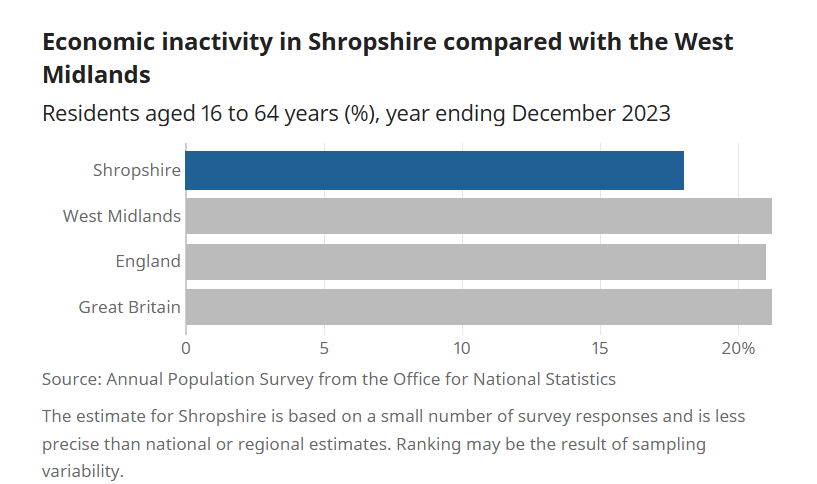 Economic inactivity in Shropshire compared with the West
Midlands
Residents aged 16 to 64 years (%), year ending December 2023
Shropshire
West Midlands
England
Great Britain
0 5 10 15 20%
Source: Annual Population Survey from the Office for National Statistics
The estimate for Shropshire is based on a small number of survey responses and is less
precise than national or regional estimates. Ranking may be the result of sampling
variability.